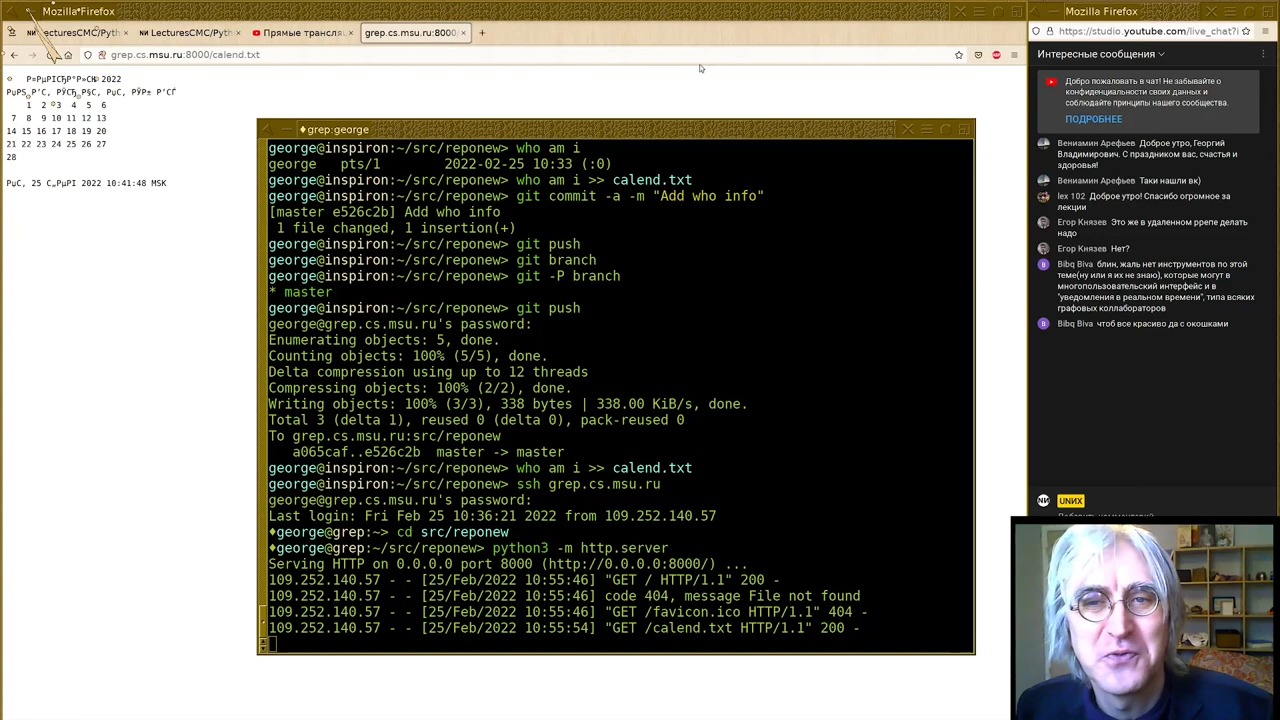 Mozilla Firefox
LecturesCMC/Pyth
LecturesCMC/Pyth
Прямые трансля
grep.cs.msu.ru:8000/
grep.cs.msu.ru:8000/calend.txt
2022
1 2 3 4 5 6
7 8 9 10 11 12 13
14 15 16 17 18 19 20
21 22 23 24 25 26 27
28
РџС‚, 25 2022 10:41:48 MSK
grep:george
george@inspiron:~/src/reponew> who am i
george pts/1 2022-02-25 10:33 (:0)
george@inspiron:~/src/reponew> who am i >> calend.txt
george@inspiron:~/src/reponew> git commit -a -m "Add who info"
[master e526c2b] Add who info
1 file changed, 1 insertion(+)
george@inspiron:~/src/reponew> git push
george@inspiron:~/src/reponew> git branch
george@inspiron:~/src/reponew> git -P branch
* master
george@inspiron:~/src/reponew> git push
george@grep.cs.msu.ru's password:
Enumerating objects: 5, done.
Counting objects: 100% (5/5), done.
Delta compression using up to 12 threads
Compressing objects: 100% (2/2), done.
Writing objects: 100% (3/3), 338 bytes | 338.00 KiB/s, done.
Total 3 (delta 1), reused 0 (delta 0), pack-reused 0
To grep.cs.msu.ru:src/reponew
a065caf..e526c2b master -> master
george@inspiron:~/src/reponew> who am i >> calend.txt
george@inspiron:~/src/reponew> ssh grep.cs.msu.ru
george@grep.cs.msu.ru's password:
Last login: Fri Feb 25 10:36:21 2022 from 109.252.140.57
♦george@grep:~> cd src/reponew
♦george@grep:~/src/reponew> python3 -m http.server
Serving HTTP on 0.0.0.0 port 8000 (http://0.0.0.0:8000/) ...
109.252.140.57 - - [25/Feb/2022 10:55:46] "GET / HTTP/1.1" 200 -
109.252.140.57 - - [25/Feb/2022 10:55:46] code 404, message File not found
109.252.140.57 - - [25/Feb/2022 10:55:46] "GET /favicon.ico HTTP/1.1" 404 -
109.252.140.57 - - [25/Feb/2022 10:55:54] "GET /calend.txt HTTP/1.1" 200 -
Mozilla Firefox
https://studio.youtube.com/live_chat?i
Интересные сообщения
Добро пожаловать в чат! Не забывайте о
конфиденциальности своих данных и
соблюдайте принципы нашего сообщества.
ПОДРОБНЕЕ
Вениамин Арефьев Доброе утро, Георгий
Владимирович. С праздником вас, счастья и
здоровья!
Вениамин Арефьев Таки нашли вк)
lex 102. Доброе утро! Спасибо огромное за
лекции
Егор Князев Это же в удаленном ррепе делать
надо
Егор Князев Нет?
Bibq Biva блин, жаль нет инструментов по этой
теме(ну или я их не знаю), которые могут в
многопользовательский интерфейс и в
"уведомления в реальном времени", типа всяких
графовых коллабораторов
Bibq Biva чтоб все красиво да с окошками
UNИX